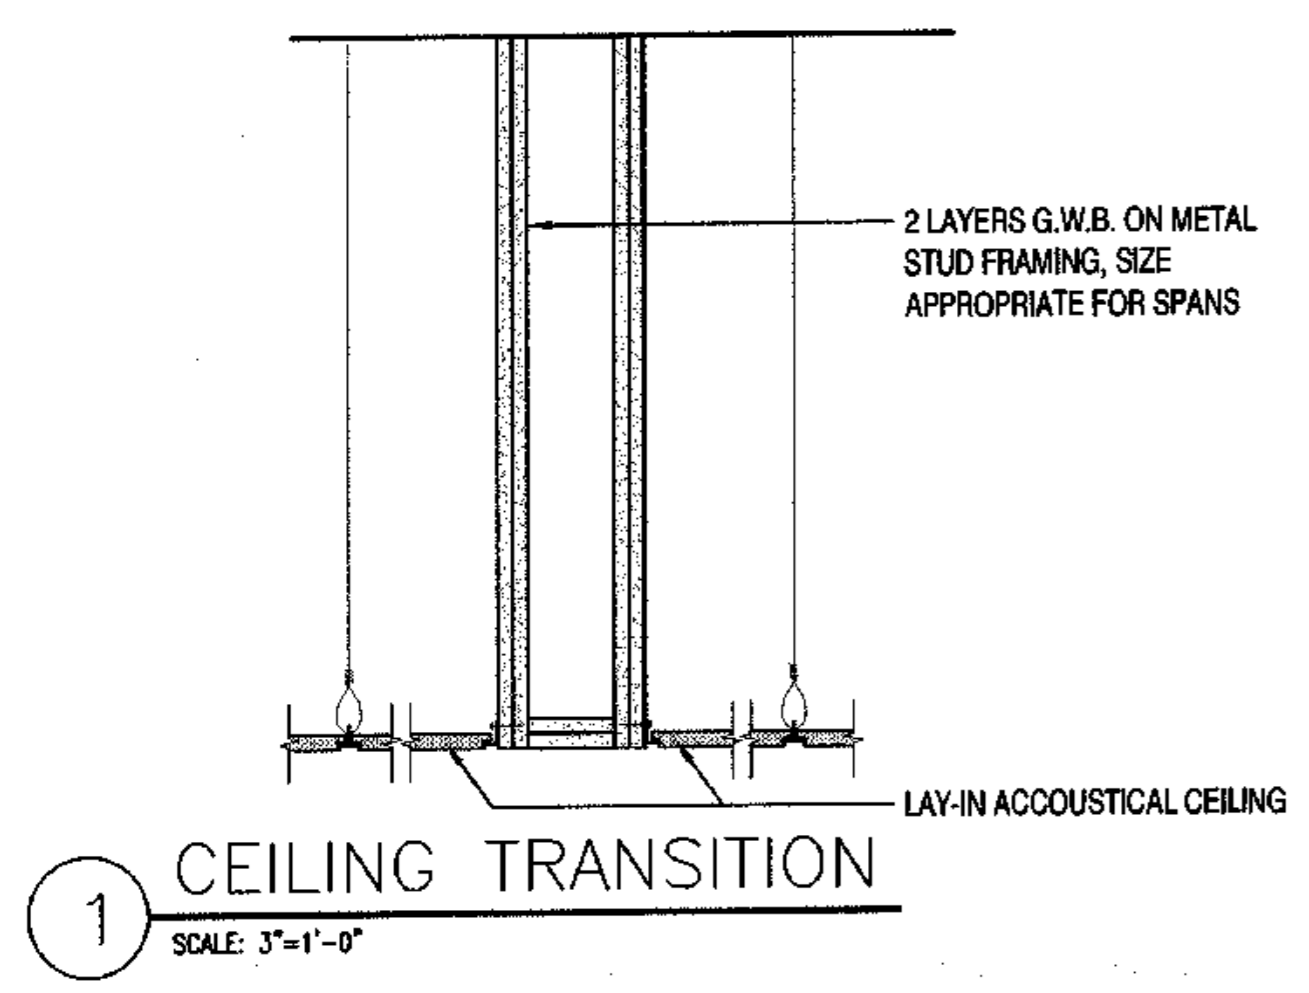 2 LAYERS G.W.B. ON METAL
STUD FRAMING, SIZE
APPROPRIATE FOR SPANS
LAY-IN ACCOUSTICAL CEILING
1
CEILING TRANSITION
SCALE: 3"=1'-0"